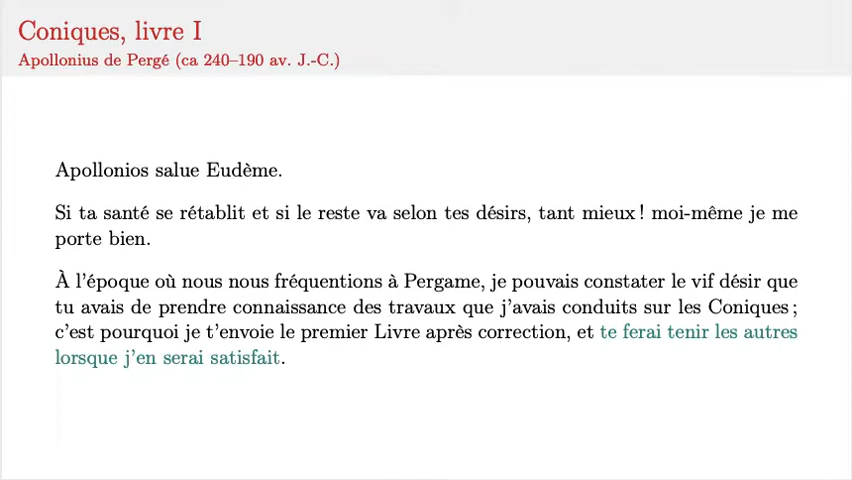 Coniques, livre I
Apollonius de Pergé (ca 240–190 av. J.-C.)
Apollonios salue Eudème.
Si ta santé se rétablit et si le reste va selon tes désirs, tant mieux ! moi-même je me
porte bien.
À l'époque où nous nous fréquentions à Pergame, je pouvais constater le vif désir que
tu avais de prendre connaissance des travaux que j'avais conduits sur les Coniques ;
c'est pourquoi je t'envoie le premier Livre après correction, et te ferai tenir les autres
lorsque j'en serai satisfait.